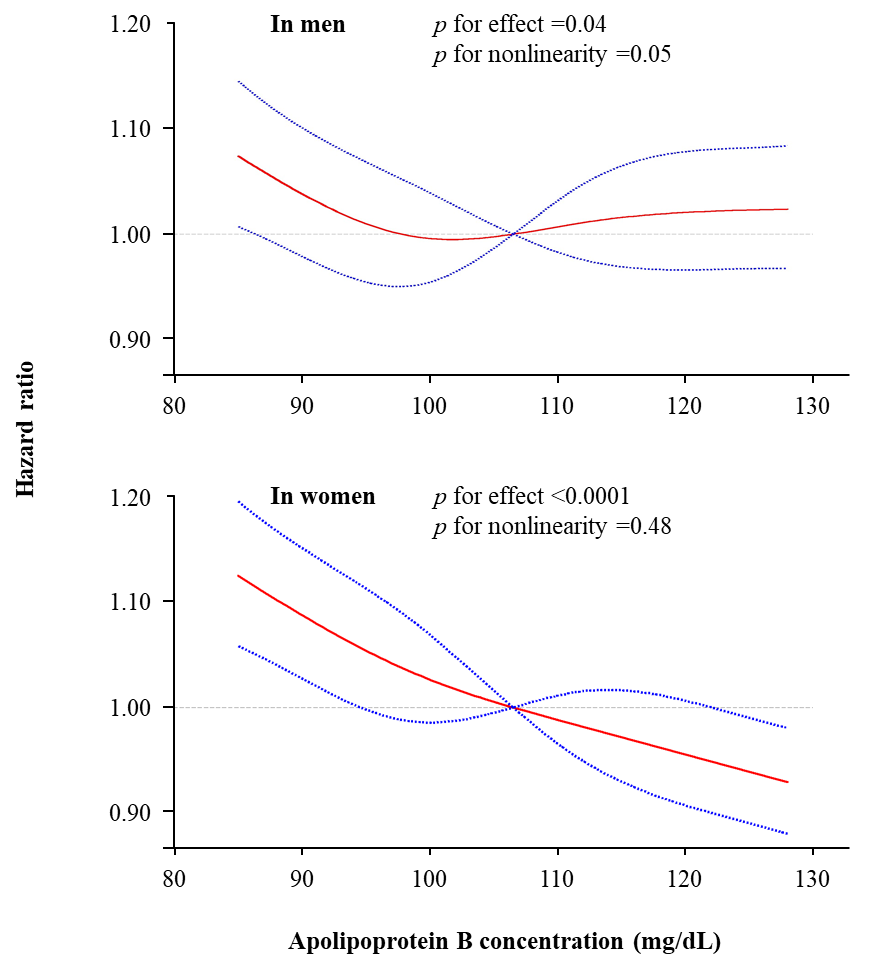 In men
p for effect =0.04
p for nonlinearity =0.05
1.20
1.10
1.00
0.90
80 90 100 110 120 130
Hazard ratio
In women
p for effect <0.0001
p for nonlinearity =0.48
1.20
1.10
1.00
0.90
80 90 100 110 120 130
Apolipoprotein B concentration (mg/dL)